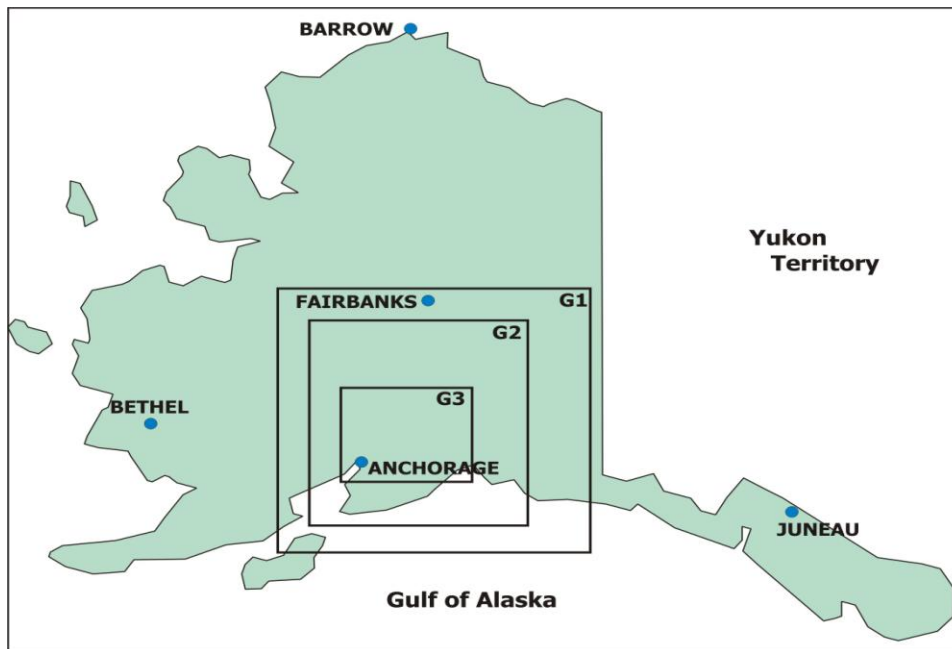 BARROW
Yukon
Territory
FAIRBANKS
G1
G2
G3
BETHEL
ANCHORAGE
JUNEAU
Gulf of Alaska